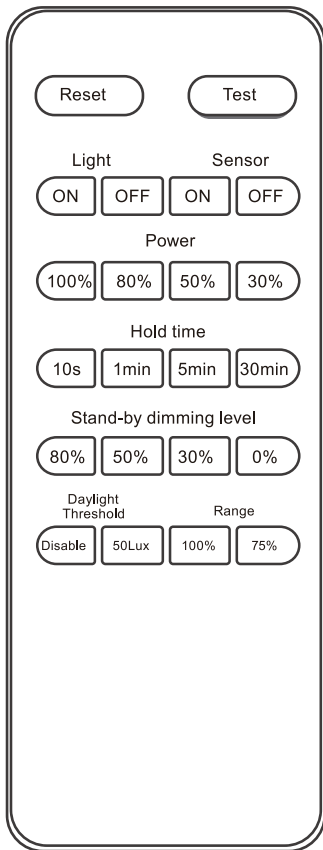 Reset Test
Light Sensor
ON OFF ON OFF
Power
100% 80% 50% 30%
Hold time
10s 1min 5min 30min
Stand-by dimming level
80% 50% 30% 0%
Daylight
Threshold Range
Disable 50Lux 100% 75%